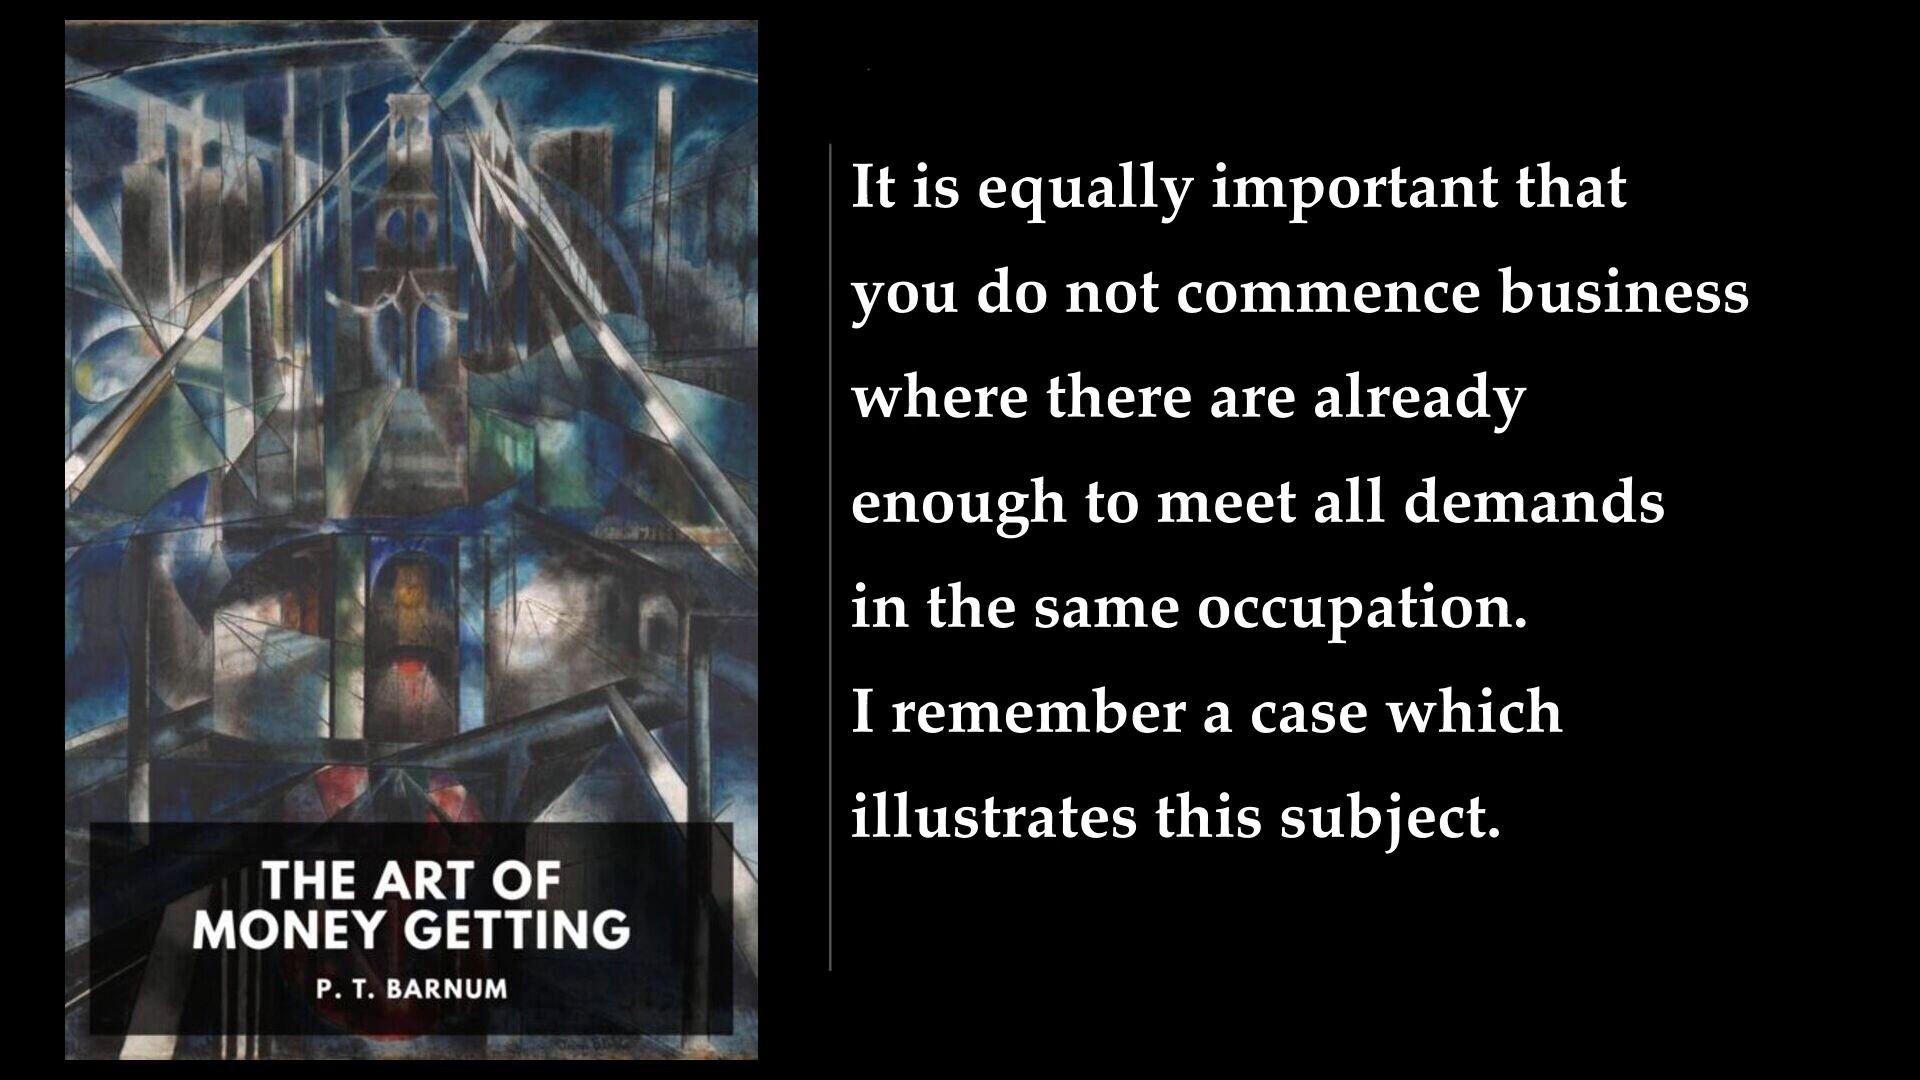 THE ART OF
MONEY GETTING
P. T. BARNUM
It is equally important that
you do not commence business
where there are already
enough to meet all demands
in the same occupation.
I remember a case which
illustrates this subject.